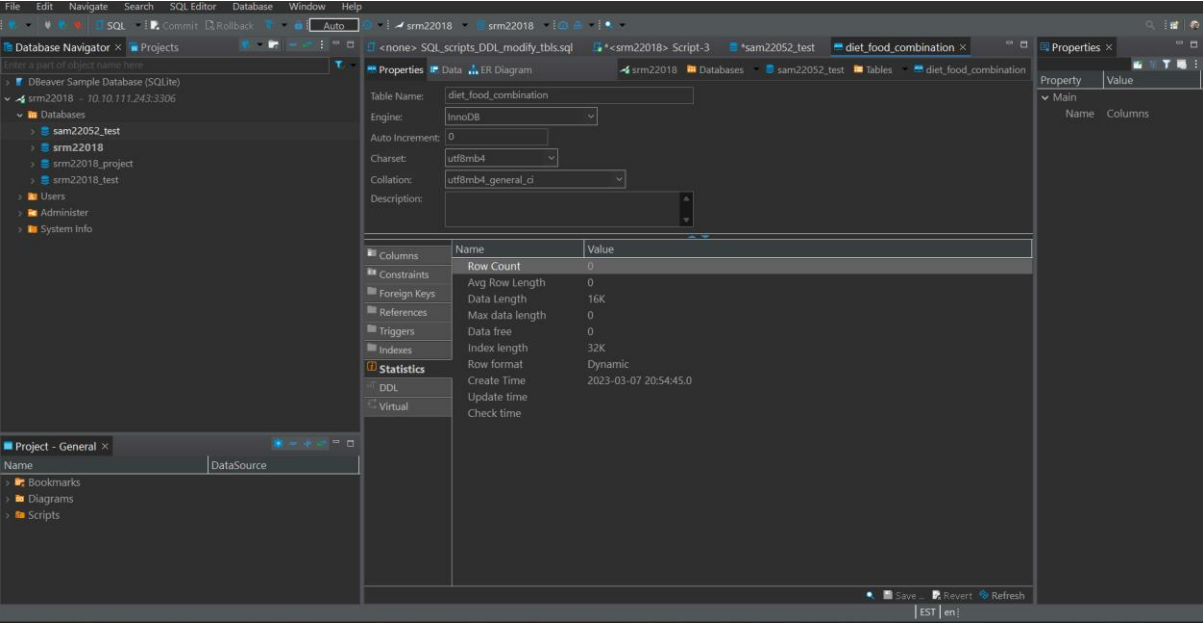 File Edit Navigate Search SQL Editor Database Window Help
SQL Commit Rollback Auto srm22018 srm22018
Database Navigator × Projects
Enter a part of object name here
DBeaver Sample Database (SQLite)
srm22018 - 10.10.111.243:3306
Databases
sam22052_test
srm22018
srm22018_project
srm22018_test
Users
Administer
System Info
Project - General ×
Name DataSource
Bookmarks
Diagrams
Scripts
<none> SQL_scripts_DDL_modify_tbls.sql *<srm22018> Script-3 *sam22052_test diet_food_combination ×
Properties Data ER Diagram srm22018 Databases sam22052_test Tables diet_food_combination
Table Name: diet_food_combination
Engine: InnoDB
Auto Increment: 0
Charset: utf8mb4
Collation: utf8mb4_general_ci
Description:
Columns
Constraints
Foreign Keys
References
Triggers
Indexes
Statistics
DDL
Virtual
Name Value
Row Count 0
Avg Row Length 0
Data Length 16K
Max data length 0
Data free 0
Index length 32K
Row format Dynamic
Create Time 2023-03-07 20:54:45.0
Update time
Check time
Save ... Revert Refresh
Properties ×
Property Value
Main
Name Columns
EST en